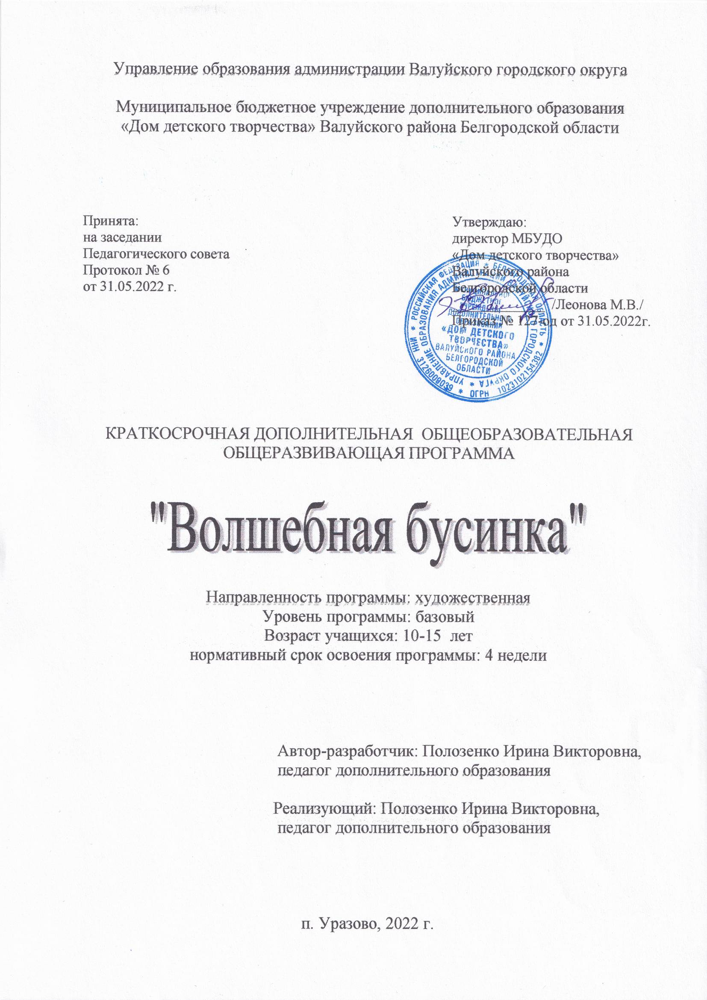 Управление образования администрации Валуйского городского округа
Муниципальное бюджетное учреждение дополнительного образования
«Дом детского творчества» Валуйского района Белгородской области
Принята:
на заседании
Педагогического совета
Протокол № 6
от 31.05.2022 г.
Утверждаю:
директор МБУДО
«Дом детского творчества»
Валуйского района
Белгородской области
/Леонова М.В./
Приказ № 127-од от 31.05.2022г.
* РОССИЙСКАЯ ФЕДЕРАЦИЯ * БЕЛГОРОДСКАЯ ОБЛАСТЬ *
ОГРН 1023102154382 * ИНН 3126009039 *
УПРАВЛЕНИЕ ОБРАЗОВАНИЯ АДМИНИСТРАЦИИ ВАЛУЙСКОГО ГОРОДСКОГО ОКРУГА *
МУНИЦИПАЛЬНОЕ
БЮДЖЕТНОЕ
УЧРЕЖДЕНИЕ
ДОПОЛНИТЕЛЬНОГО
ОБРАЗОВАНИЯ
«ДОМ ДЕТСКОГО
ТВОРЧЕСТВА»
ВАЛУЙСКОГО РАЙОНА
БЕЛГОРОДСКОЙ
ОБЛАСТИ
КРАТКОСРОЧНАЯ ДОПОЛНИТЕЛЬНАЯ ОБЩЕОБРАЗОВАТЕЛЬНАЯ
ОБЩЕРАЗВИВАЮЩАЯ ПРОГРАММА
"Волшебная бусинка"
Направленность программы: художественная
Уровень программы: базовый
Возраст учащихся: 10-15 лет
нормативный срок освоения программы: 4 недели
Автор-разработчик: Полозенко Ирина Викторовна,
педагог дополнительного образования
Реализующий: Полозенко Ирина Викторовна,
педагог дополнительного образования
п. Уразово, 2022 г.